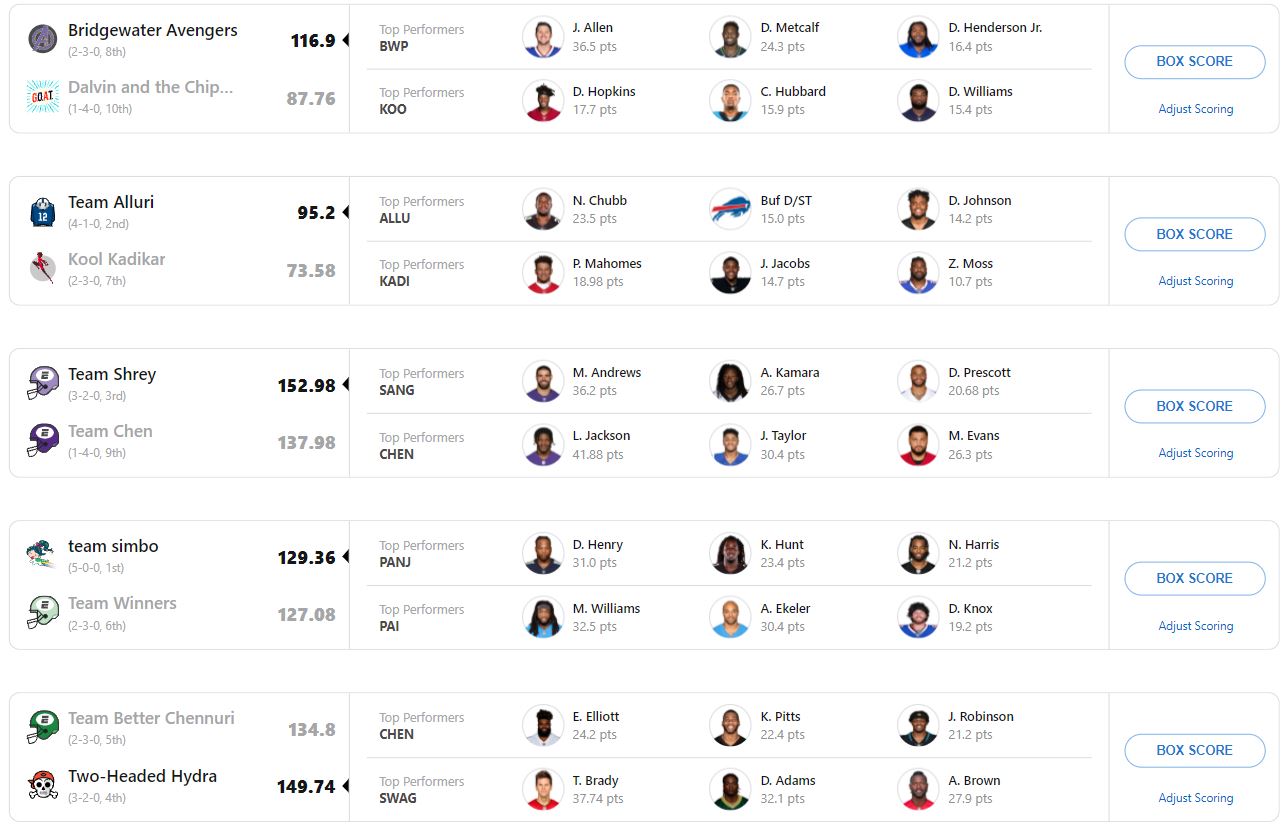 Bridgewater Avengers
(2-3-0, 8th)
116.9
Dalvin and the Chip...
(1-4-0, 10th)
87.76
Top Performers
BWP
J. Allen
36.5 pts
D. Metcalf
24.3 pts
D. Henderson Jr.
16.4 pts
Top Performers
KOO
D. Hopkins
17.7 pts
C. Hubbard
15.9 pts
D. Williams
15.4 pts
BOX SCORE
Adjust Scoring
Team Alluri
(4-1-0, 2nd)
95.2
Kool Kadikar
(2-3-0, 7th)
73.58
Top Performers
ALLU
N. Chubb
23.5 pts
Buf D/ST
15.0 pts
D. Johnson
14.2 pts
Top Performers
KADI
P. Mahomes
18.98 pts
J. Jacobs
14.7 pts
Z. Moss
10.7 pts
BOX SCORE
Adjust Scoring
Team Shrey
(3-2-0, 3rd)
152.98
Team Chen
(1-4-0, 9th)
137.98
Top Performers
SANG
M. Andrews
36.2 pts
A. Kamara
26.7 pts
D. Prescott
20.68 pts
Top Performers
CHEN
L. Jackson
41.88 pts
J. Taylor
30.4 pts
M. Evans
26.3 pts
BOX SCORE
Adjust Scoring
team simbo
(5-0-0, 1st)
129.36
Team Winners
(2-3-0, 6th)
127.08
Top Performers
PANJ
D. Henry
31.0 pts
K. Hunt
23.4 pts
N. Harris
21.2 pts
Top Performers
PAI
M. Williams
32.5 pts
A. Ekeler
30.4 pts
D. Knox
19.2 pts
BOX SCORE
Adjust Scoring
Team Better Chennuri
(2-3-0, 5th)
134.8
Two-Headed Hydra
(3-2-0, 4th)
149.74
Top Performers
CHEN
E. Elliott
24.2 pts
K. Pitts
22.4 pts
J. Robinson
21.2 pts
Top Performers
SWAG
T. Brady
37.74 pts
D. Adams
32.1 pts
A. Brown
27.9 pts
BOX SCORE
Adjust Scoring